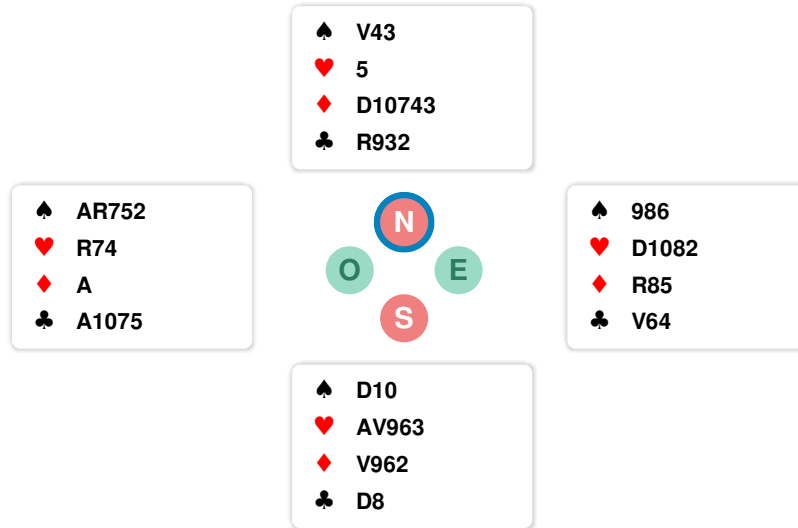 ♠ V43
♥ 5
♦ D10743
♣ R932
♠ AR752
♥ R74
♦ A
♣ A1075
N
O
E
S
♠ 986
♥ D1082
♦ R85
♣ V64
♠ D10
♥ AV963
♦ V962
♣ D8